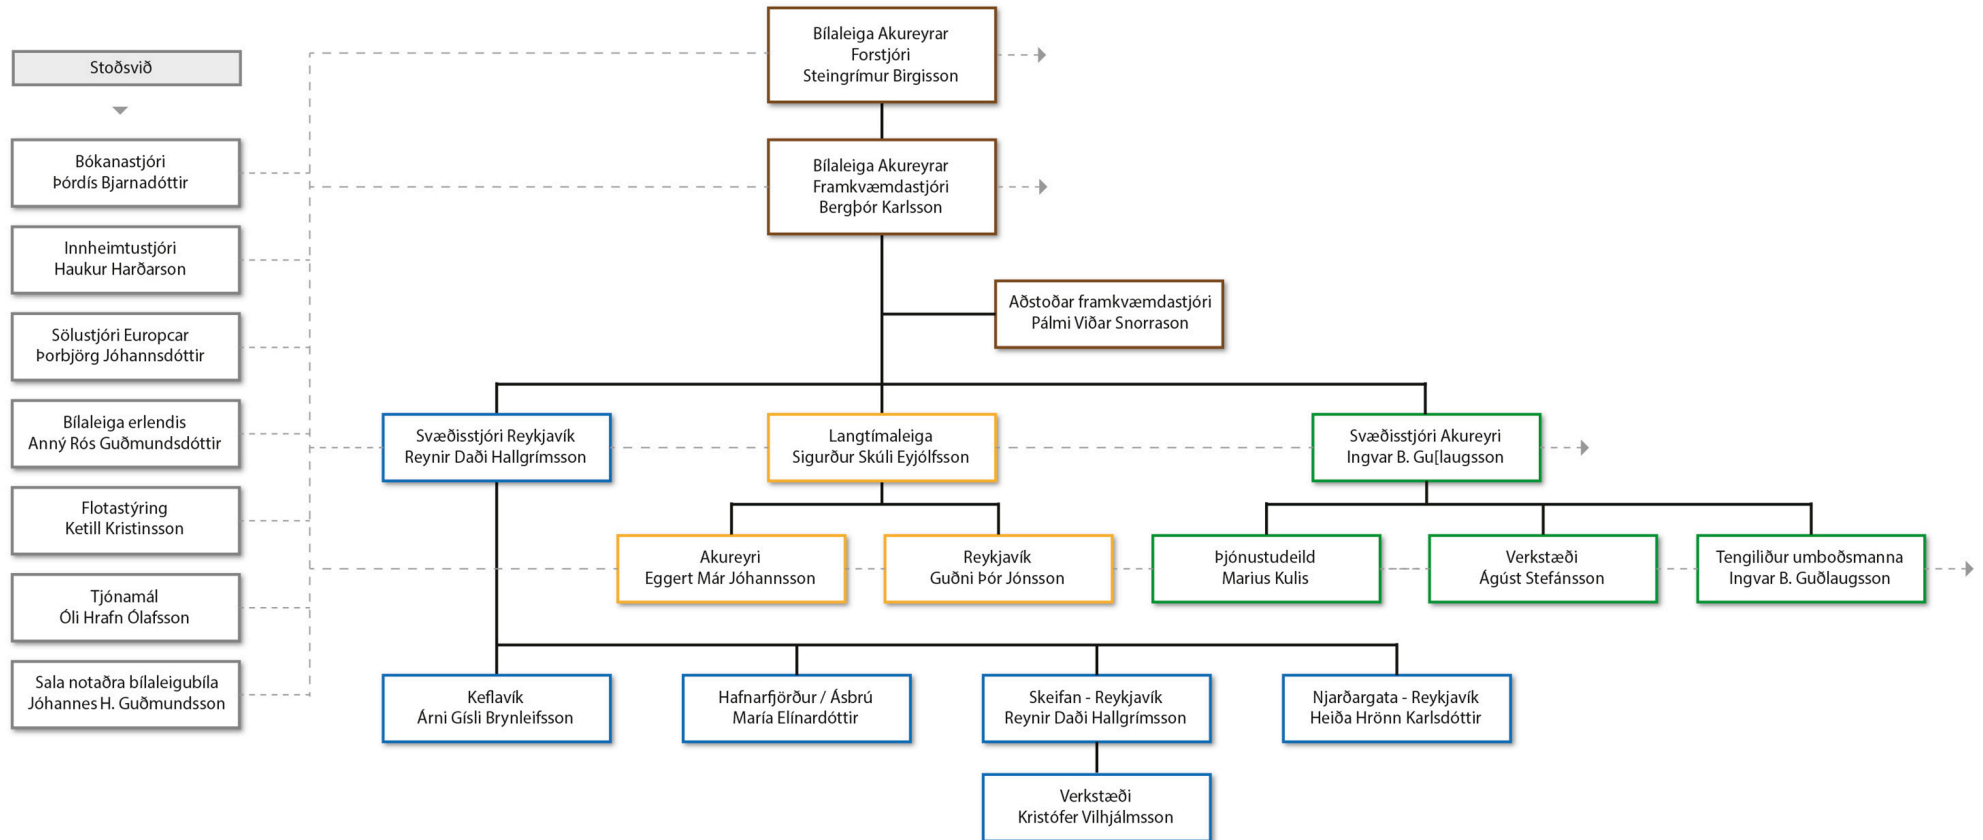 Stoðsvið
Bókanastjóri
Þórdís Bjarnadóttir
Innheimtustjóri
Haukur Harðarson
Sölustjóri Europcar
Þorbjörg Jóhannsdóttir
Bílaleiga erlendis
Anný Rós Guðmundsdóttir
Flotastýring
Ketill Kristinsson
Tjónamál
Óli Hrafn Ólafsson
Sala notaðra bílaleigubíla
Jóhannes H. Guðmundsson
Bílaleiga Akureyrar
Forstjóri
Steingrímur Birgisson
Bílaleiga Akureyrar
Framkvæmdastjóri
Bergþór Karlsson
Aðstoðar framkvæmdastjóri
Pálmi Viðar Snorrason
Svæðisstjóri Reykjavík
Reynir Daði Hallgrímsson
Langtímaleiga
Sigurður Skúli Eyjólfsson
Svæðisstjóri Akureyri
Ingvar B. Gu[laugsson
Akureyri
Eggert Már Jóhannsson
Reykjavík
Guðni Þór Jónsson
Þjónustudeild
Marius Kulis
Verkstæði
Ágúst Stefánsson
Tengiliður umboðsmanna
Ingvar B. Guðlaugsson
Keflavík
Árni Gísli Brynleifsson
Hafnarfjörður / Ásbrú
María Elínardóttir
Skeifan - Reykjavík
Reynir Daði Hallgrímsson
Njarðargata - Reykjavík
Heiða Hrönn Karlsdóttir
Verkstæði
Kristófer Vilhjálmsson